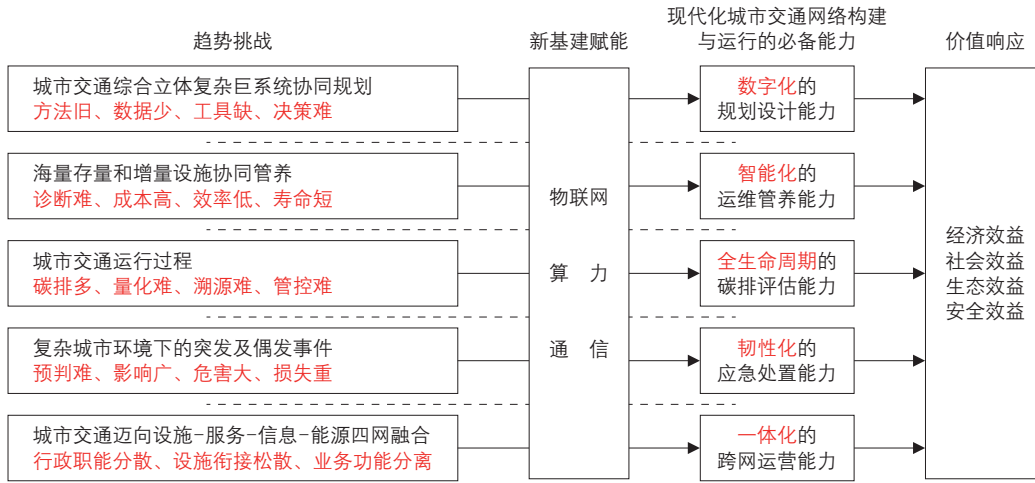 趋势挑战
新基建赋能
现代化城市交通网络构建
与运行的必备能力
价值响应
城市交通综合立体复杂巨系统协同规划
方法旧、数据少、工具缺、决策难
数字化的
规划设计能力
海量存量和增量设施协同管养
诊断难、成本高、效率低、寿命短
智能化的
运维管养能力
城市交通运行过程
碳排多、量化难、溯源难、管控难
全生命周期的
碳排评估能力
复杂城市环境下的突发及偶发事件
预判难、影响广、危害大、损失重
韧性化的
应急处置能力
城市交通迈向设施-服务-信息-能源四网融合
行政职能分散、设施衔接松散、业务功能分离
一体化的
跨网运营能力
物联网
算 力
通 信
经济效益
社会效益
生态效益
安全效益